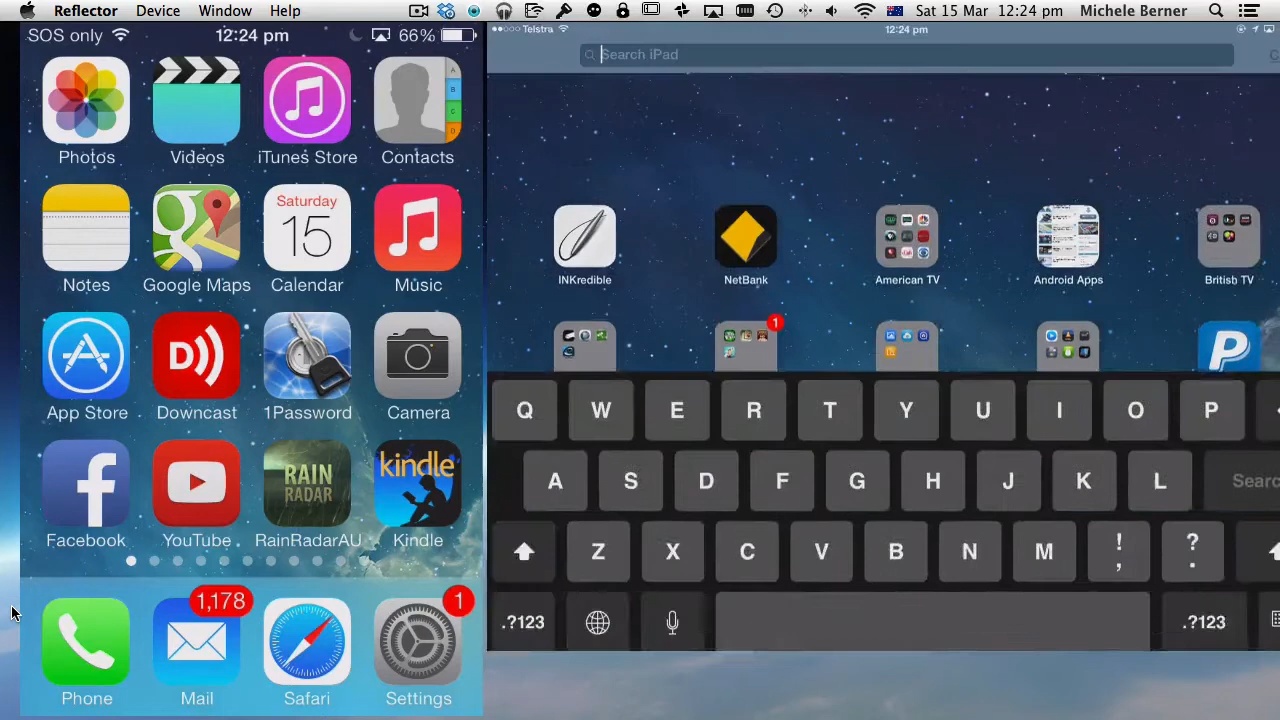 Reflector Device Window Help Sat 15 Mar 12:24 pm Michele Berner
SOS only 12:24 pm 66%
Photos Videos iTunes Store Contacts
Saturday
15
Notes Google Maps Calendar Music
D
App Store Downcast 1Password Camera
f
RAIN
RADAR
kindle
Facebook YouTube RainRadarAU Kindle
1,178 1
Phone Mail Safari Settings
Telstra 12:24 pm
Search iPad
INKredible NetBank American TV Android Apps British TV
1
P
Q W E R T Y U I O P
A S D F G H J K L Search
Z X C V B N M ! , ? .
.?123 .?123